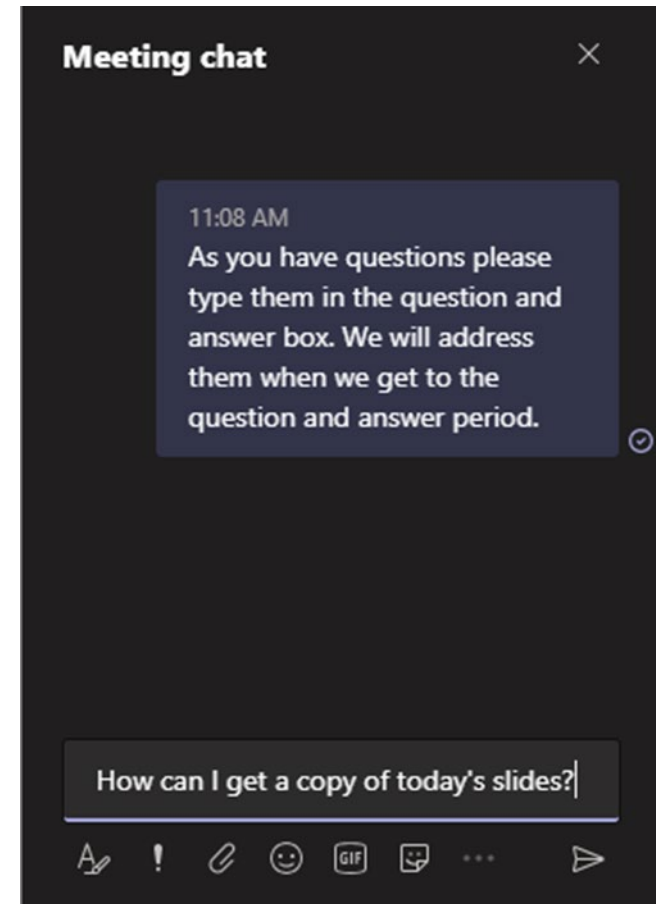 Meeting chat
11:08 AM
As you have questions please
type them in the question and
answer box. We will address
them when we get to the
question and answer period.
How can I get a copy of today's slides?
GIF